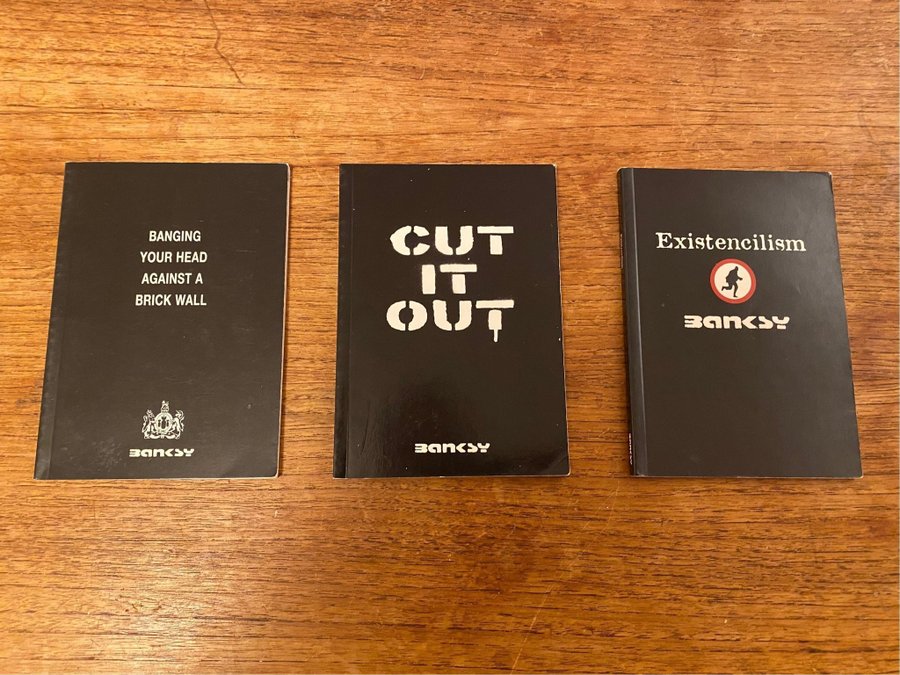 BANGING
YOUR HEAD
AGAINST A
BRICK WALL
BANKSY
CUT
IT
OUT
BANKSY
Existencilism
BANKSY